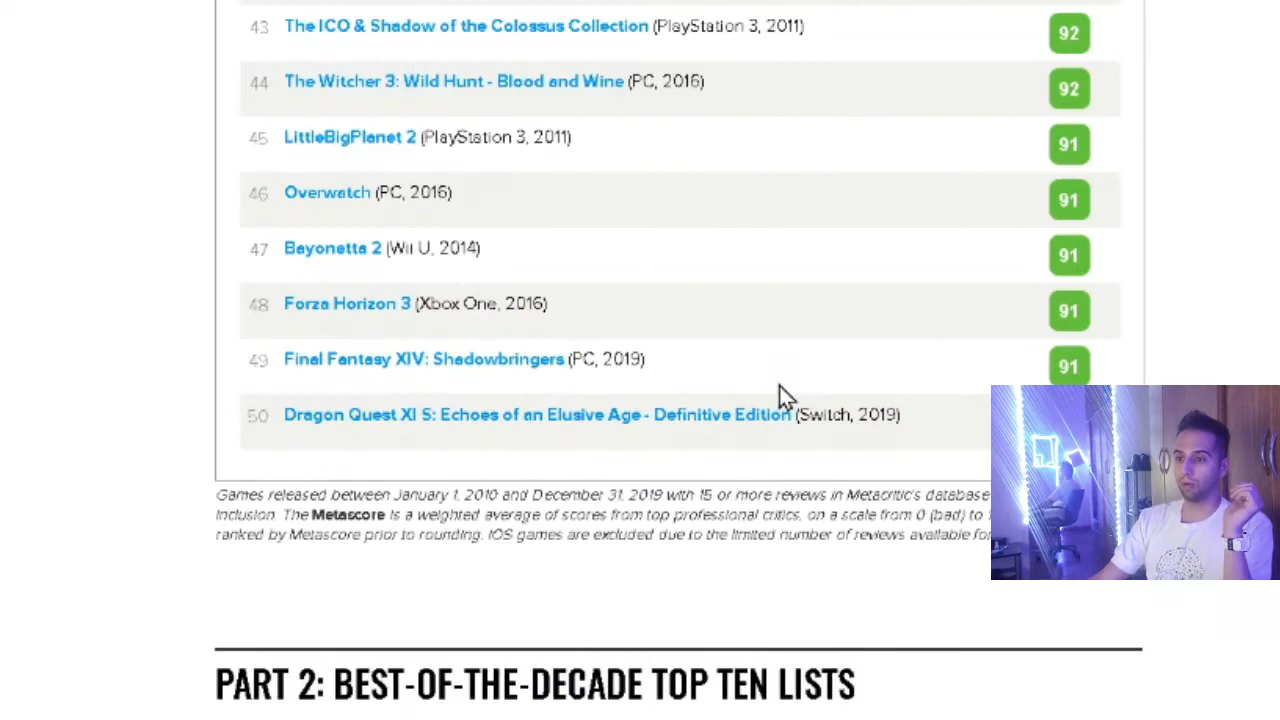 43 The ICO & Shadow of the Colossus Collection (PlayStation 3, 2011) 92
44 The Witcher 3: Wild Hunt - Blood and Wine (PC, 2016) 92
45 LittleBigPlanet 2 (PlayStation 3, 2011) 91
46 Overwatch (PC, 2016) 91
47 Bayonetta 2 (Wii U, 2014) 91
48 Forza Horizon 3 (Xbox One, 2016) 91
49 Final Fantasy XIV: Shadowbringers (PC, 2019) 91
50 Dragon Quest XI S: Echoes of an Elusive Age - Definitive Edition (Switch, 2019)
Games released between January 1, 2010 and December 31, 2019 with 15 or more reviews in Metacritic's database
inclusion. The Metascore is a weighted average of scores from top professional critics, on a scale from 0 (bad) to
ranked by Metascore prior to rounding. iOS games are excluded due to the limited number of reviews available for
PART 2: BEST-OF-THE-DECADE TOP TEN LISTS